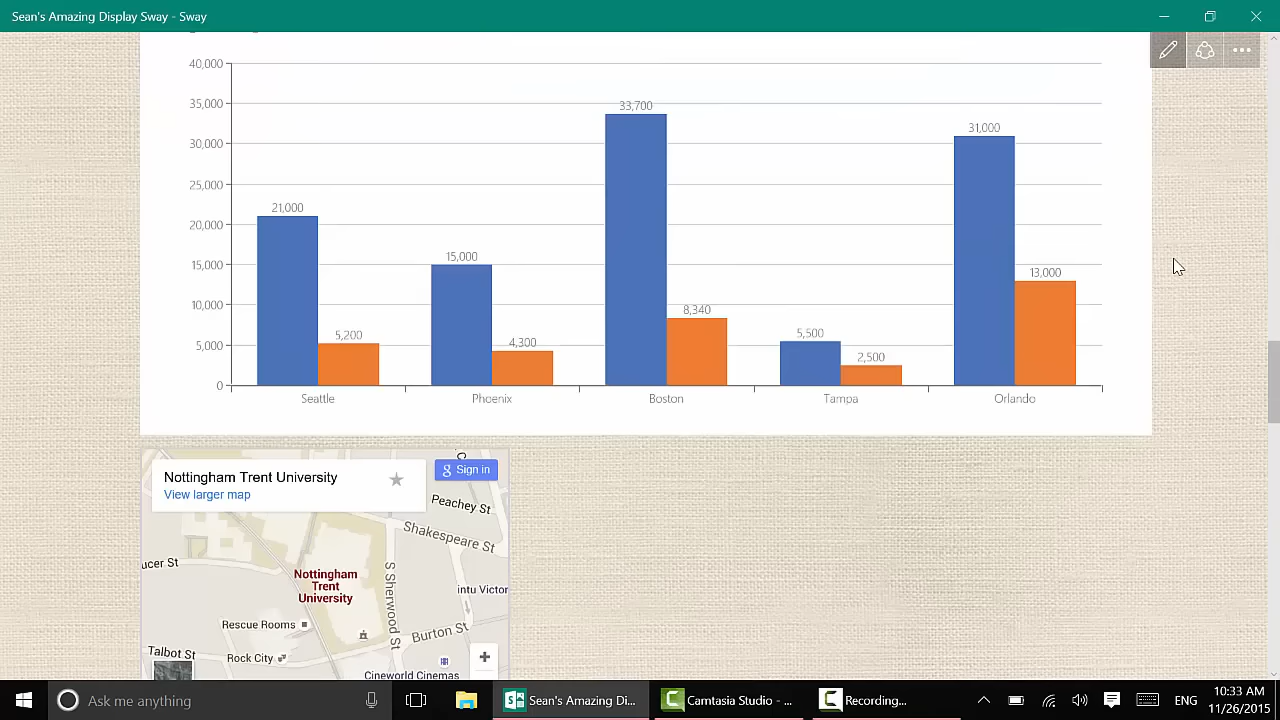 Sean's Amazing Display Sway - Sway
40,000
35,000
30,000
25,000
20,000
15,000
10,000
5,000
0
21,000
5,200
15,000
4,300
33,700
8,340
5,500
2,500
31,000
13,000
Seattle
Phoenix
Boston
Tampa
Orlando
Nottingham Trent University
View larger map
Sign in
Peachey St
Shakespeare St
ucer St
Nottingham
Trent
University
S Sherwood St
intu Victor
Rescue Rooms
Burton St
Talbot St
Rock City
Cineworld Cinemas
Ask me anything
Sean's Amazing Di...
Camtasia Studio - ...
Recording...
ENG
10:33 AM
11/26/2015